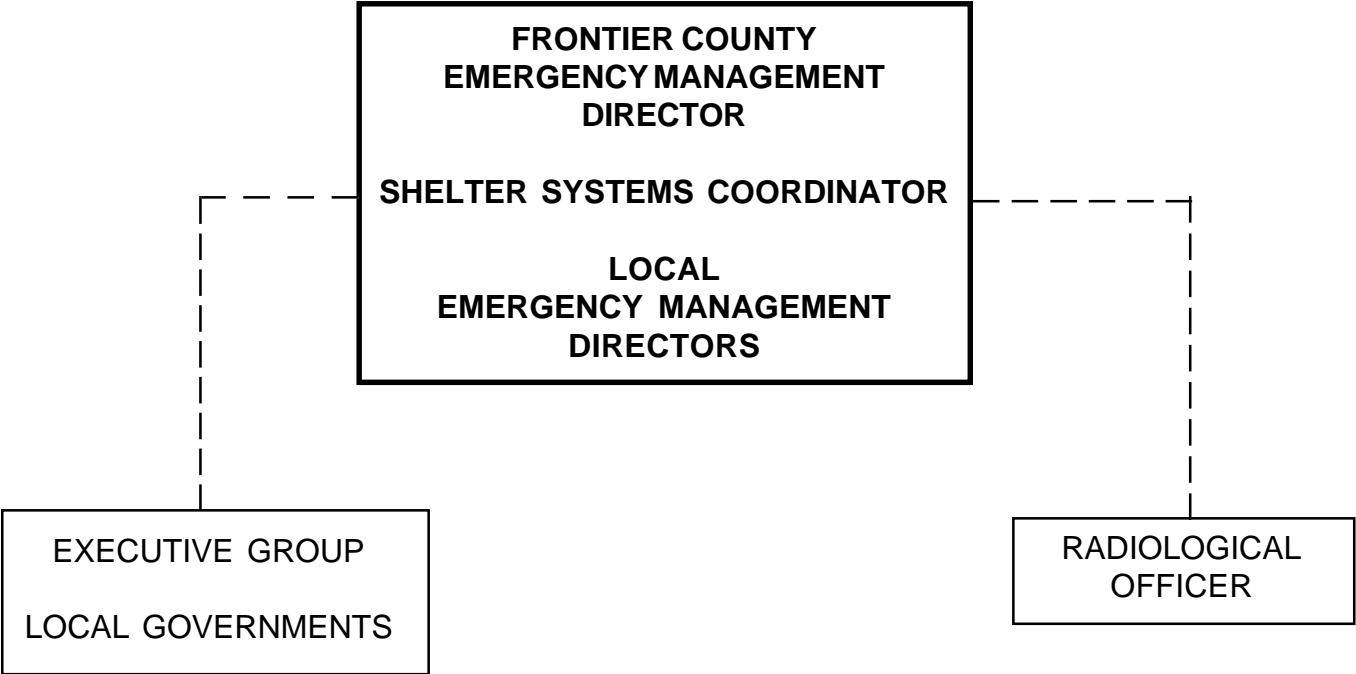 FRONTIER COUNTY
EMERGENCY MANAGEMENT
DIRECTOR
SHELTER SYSTEMS COORDINATOR
LOCAL
EMERGENCY MANAGEMENT
DIRECTORS
EXECUTIVE GROUP
LOCAL GOVERNMENTS
RADIOLOGICAL
OFFICER